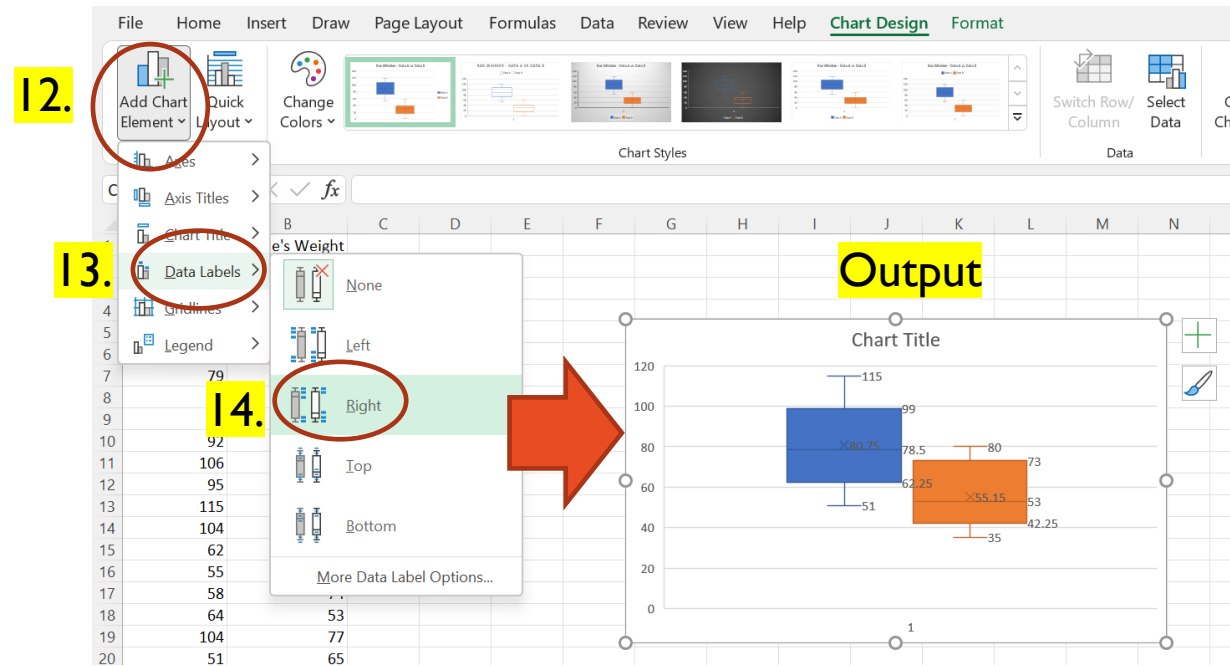 File Home Insert Draw Page Layout Formulas Data Review View Help Chart Design Format
12.
Add Chart Element
Quick Layout
Change Colors
Chart Styles
Switch Row/ Column
Select Data
Data
fx
Axes
Axis Titles
Chart Title
13.
Data Labels
Gridlines
Legend
B C D E F G H I J K L M N
e's Weight
None
Left
14.
Right
Top
Bottom
More Data Label Options...
Output
4
5
6
7 79
8
9
10 92
11 106
12 95
13 115
14 104
15 62
16 55
17 58
18 64 53
19 104 77
20 51 65
Chart Title
120
100
80
60
40
20
0
115
99
80.75
78.5
62.25
51
80
73
55.15
53
42.25
35
1